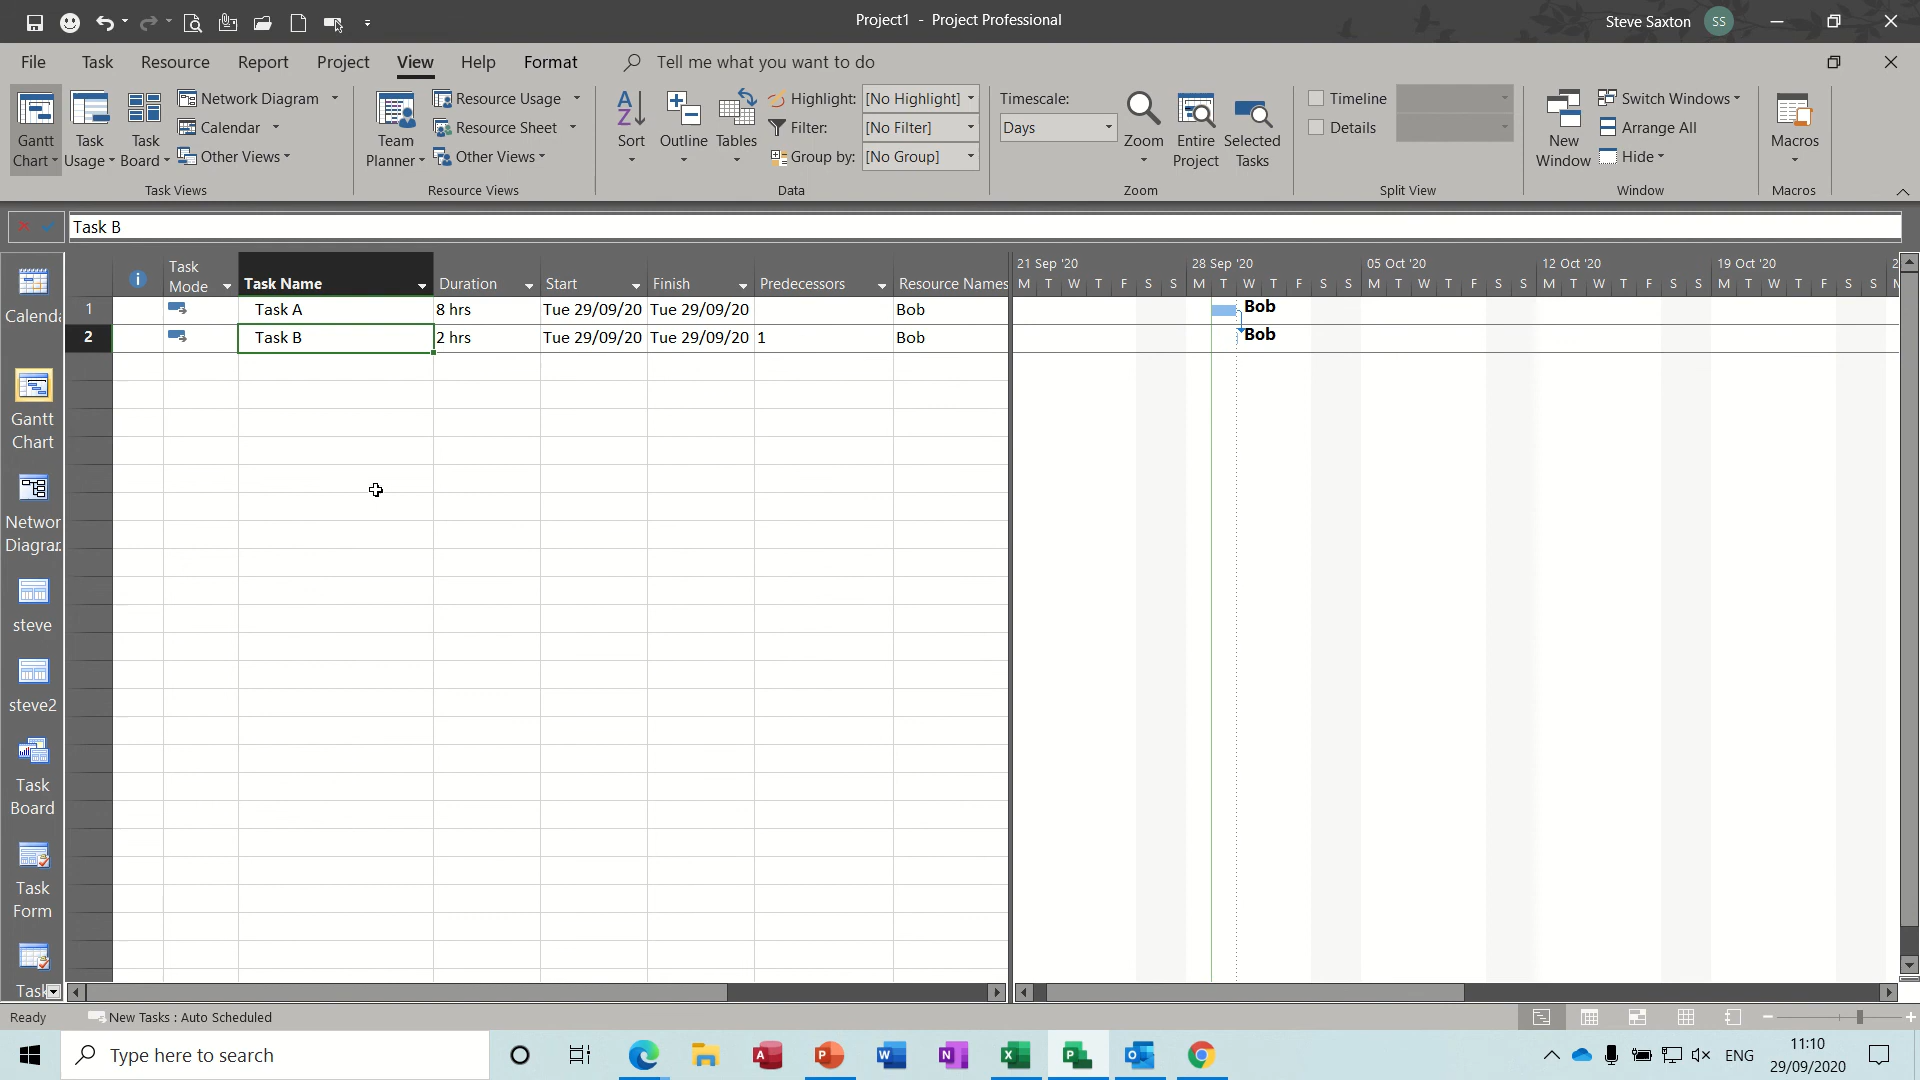 Project1 - Project Professional
Steve Saxton
SS
File Task Resource Report Project View Help Format Tell me what you want to do
Gantt Chart
Task Usage
Task Board
Network Diagram
Calendar
Other Views
Task Views
Team Planner
Resource Usage
Resource Sheet
Other Views
Resource Views
Sort
Outline
Tables
Highlight: [No Highlight]
Filter: [No Filter]
Group by: [No Group]
Data
Timescale:
Days
Zoom
Entire Project
Selected Tasks
Zoom
Timeline
Details
Split View
New Window
Switch Windows
Arrange All
Hide
Window
Macros
Macros
Task B
Task Mode
Task Name
Duration
Start
Finish
Predecessors
Resource Names
21 Sep '20 28 Sep '20 05 Oct '20 12 Oct '20 19 Oct '20 2
M T W T F S S M T W T F S S M T W T F S S M T W T F S S M T W T F S S M
1 Task A 8 hrs Tue 29/09/20 Tue 29/09/20 Bob
Bob
2 Task B 2 hrs Tue 29/09/20 Tue 29/09/20 1 Bob
Bob
Calenda
Gantt
Chart
Networ
Diagrar
steve
steve2
Task
Board
Task
Form
Task
Ready New Tasks : Auto Scheduled
Type here to search
ENG
11:10
29/09/2020